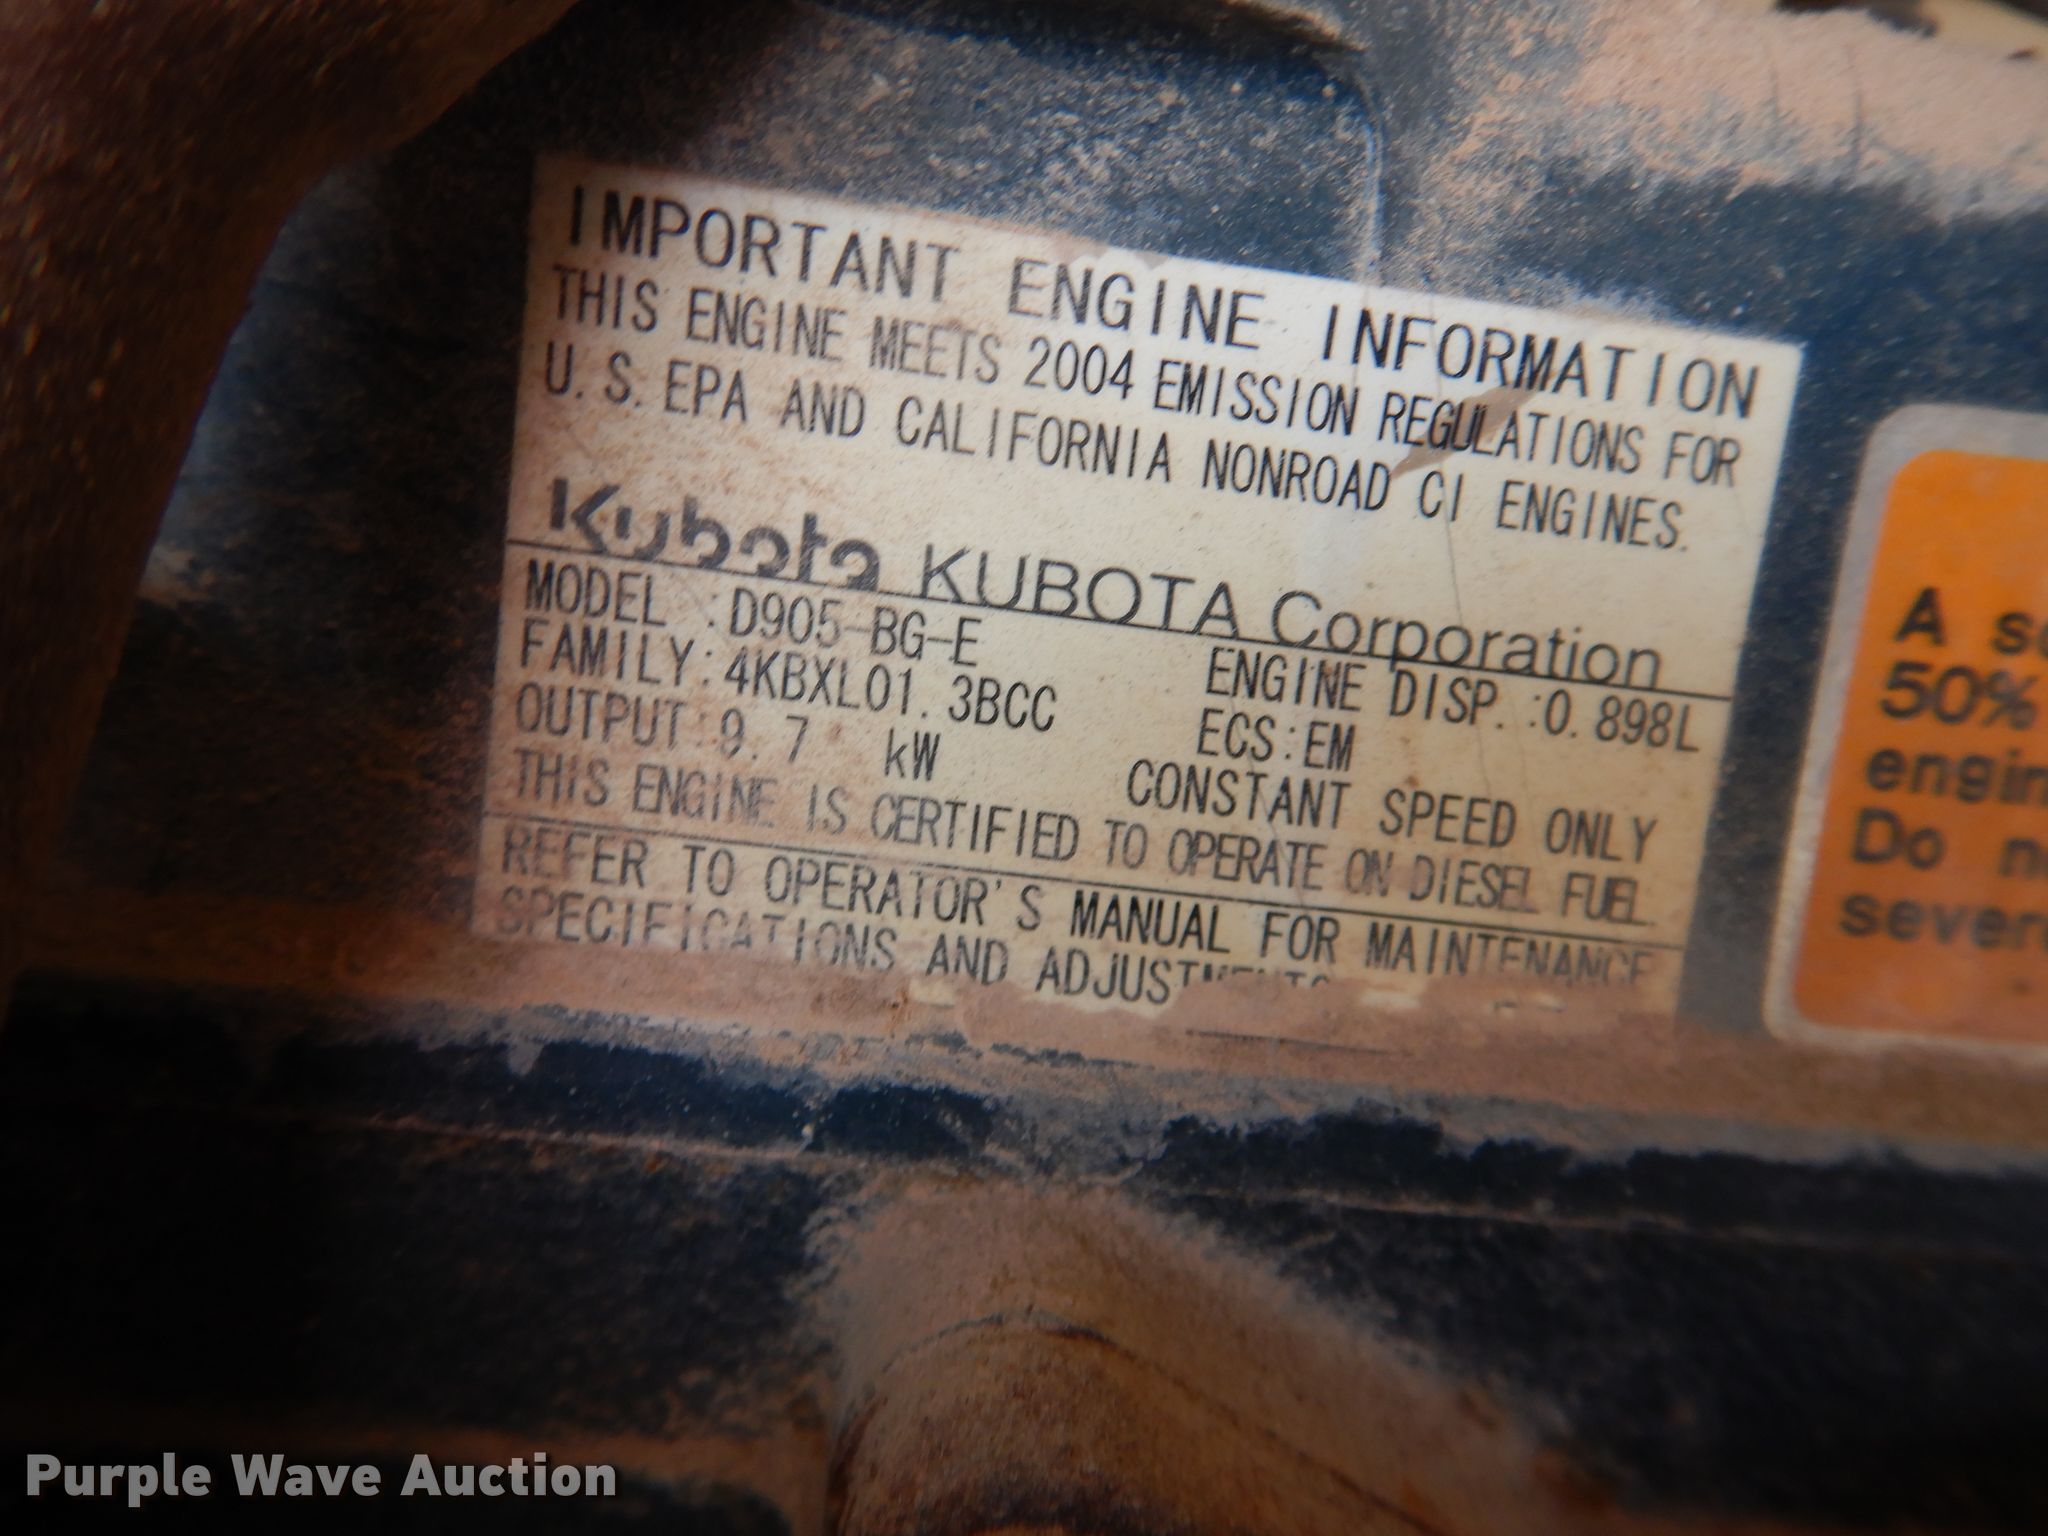 IMPORTANT ENGINE INFORMATION
THIS ENGINE MEETS 2004 EMISSION REGULATIONS FOR
U.S. EPA AND CALIFORNIA NONROAD CI ENGINES.
Kubota KUBOTA Corporation
MODEL :D905-BG-E ENGINE DISP.:0.898L
FAMILY:4KBXL01.3BCC ECS:EM
OUTPUT:9.7 kW CONSTANT SPEED ONLY
THIS ENGINE IS CERTIFIED TO OPERATE ON DIESEL FUEL
REFER TO OPERATOR'S MANUAL FOR MAINTENANCE
SPECIFICATIONS AND ADJUSTMENTS
A
50%
engin
Do
sever
Purple Wave Auction